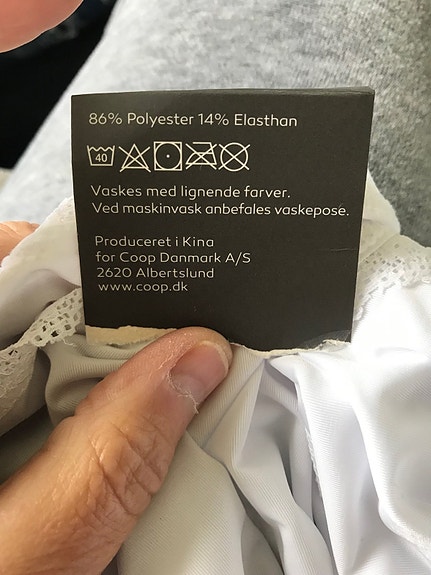 86% Polyester 14% Elasthan
40
Vaskes med lignende farver.
Ved maskinvask anbefales vaskepose.
Produceret i Kina
for Coop Danmark A/S
2620 Albertslund
www.coop.dk